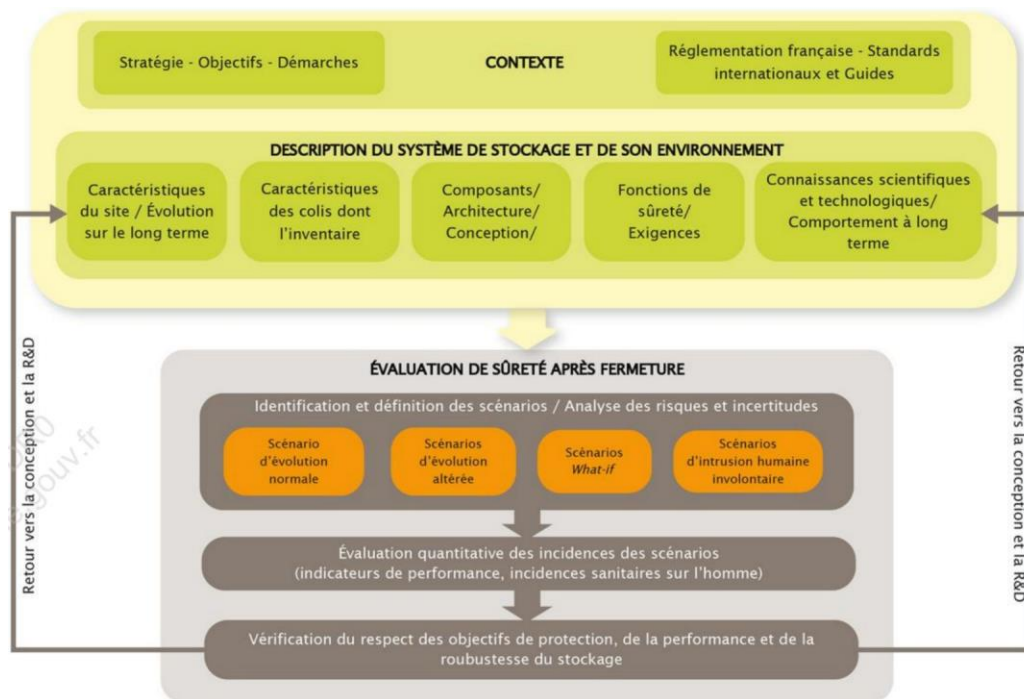 Stratégie - Objectifs - Démarches
CONTEXTE
Réglementation française - Standards
internationaux et Guides
DESCRIPTION DU SYSTÈME DE STOCKAGE ET DE SON ENVIRONNEMENT
Caractéristiques
du site / Évolution
sur le long terme
Caractéristiques
des colis dont
l'inventaire
Composants/
Architecture/
Conception/
Fonctions de
sûreté/
Exigences
Connaissances scientifiques
et technologiques/
Comportement à long
terme
Retour vers la conception et la R&D
ÉVALUATION DE SÛRETÉ APRÈS FERMETURE
Identification et définition des scénarios / Analyse des risques et incertitudes
Scénario
d'évolution
normale
Scénarios
d'évolution
altérée
Scénarios
What-if
Scénarios
d'intrusion humaine
involontaire
Évaluation quantitative des incidences des scénarios
(indicateurs de performance, incidences sanitaires sur l'homme)
Vérification du respect des objectifs de protection, de la performance et de la
roubustesse du stockage
Retour vers la conception et la R&D
gouv.fr